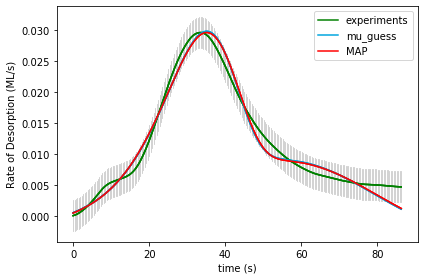 experiments
mu_guess
MAP
Rate of Desorption (ML/s)
0.030
0.025
0.020
0.015
0.010
0.005
0.000
0 20 40 60 80
time (s)